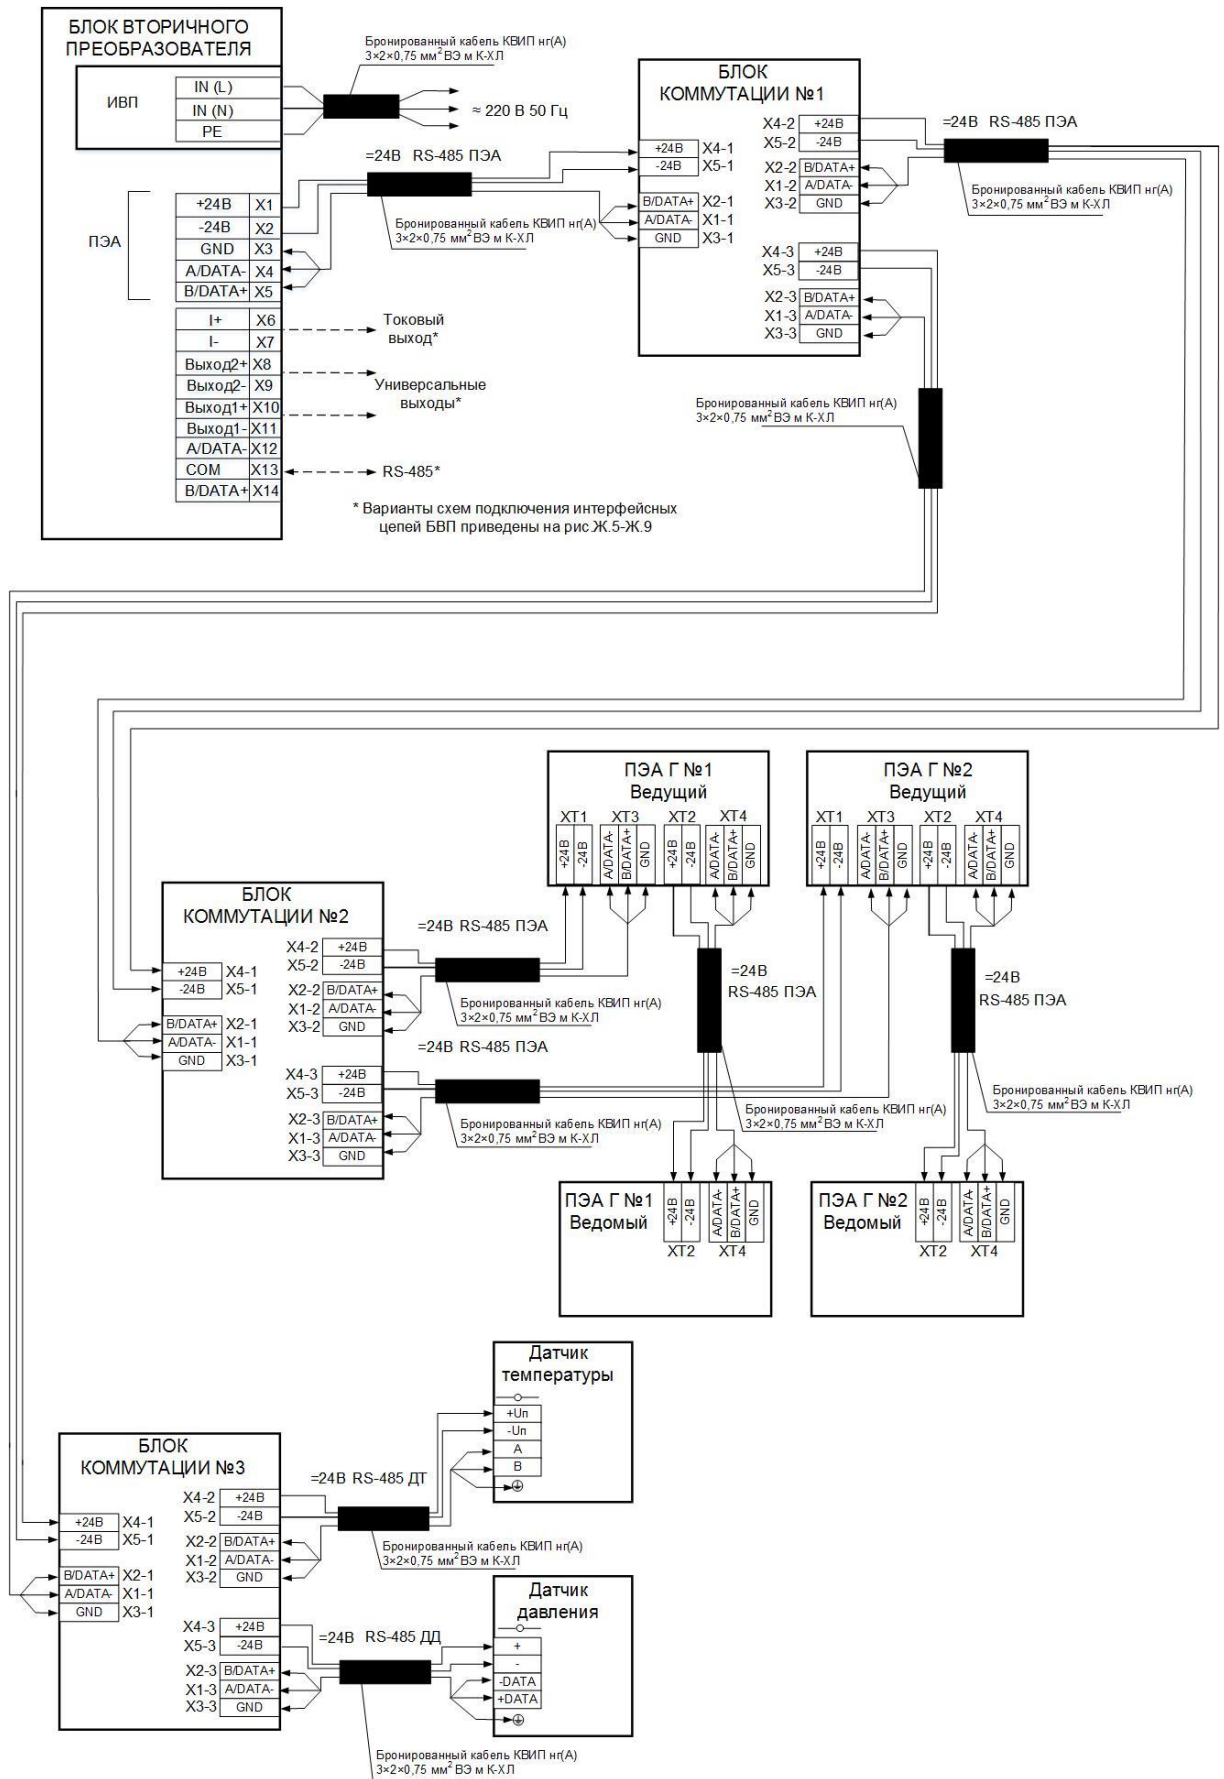 БЛОК ВТОРИЧНОГО
ПРЕОБРАЗОВАТЕЛЯ
ИВП
IN (L)
IN (N)
PE
Бронированный кабель КВИП нг(А)
3×2×0,75 мм² ВЭ м К-ХЛ
≈ 220 В 50 Гц
ПЭА
+24В X1
-24В X2
GND X3
A/DATA- X4
B/DATA+ X5
I+ X6
I- X7
Выход2+ X8
Выход2- X9
Выход1+ X10
Выход1- X11
A/DATA- X12
COM X13
B/DATA+ X14
=24В RS-485 ПЭА
Бронированный кабель КВИП нг(А)
3×2×0,75 мм² ВЭ м К-ХЛ
Токовый
выход*
Универсальные
выходы*
RS-485*
* Варианты схем подключения интерфейсных
цепей БВП приведены на рис.Ж.5-Ж.9
БЛОК
КОММУТАЦИИ №1
+24В X4-1
-24В X5-1
B/DATA+ X2-1
A/DATA- X1-1
GND X3-1
X4-2 +24В
X5-2 -24В
X2-2 B/DATA+
X1-2 A/DATA-
X3-2 GND
X4-3 +24В
X5-3 -24В
X2-3 B/DATA+
X1-3 A/DATA-
X3-3 GND
=24В RS-485 ПЭА
Бронированный кабель КВИП нг(А)
3×2×0,75 мм² ВЭ м К-ХЛ
Бронированный кабель КВИП нг(А)
3×2×0,75 мм² ВЭ м К-ХЛ
ПЭА Г №1
Ведущий
XT1 XT3 XT2 XT4
+24В
-24В
A/DATA-
B/DATA+
GND
+24В
-24В
A/DATA-
B/DATA+
GND
ПЭА Г №2
Ведущий
XT1 XT3 XT2 XT4
+24В
-24В
A/DATA-
B/DATA+
GND
+24В
-24В
A/DATA-
B/DATA+
GND
БЛОК
КОММУТАЦИИ №2
+24В X4-1
-24В X5-1
B/DATA+ X2-1
A/DATA- X1-1
GND X3-1
X4-2 +24В
X5-2 -24В
X2-2 B/DATA+
X1-2 A/DATA-
X3-2 GND
X4-3 +24В
X5-3 -24В
X2-3 B/DATA+
X1-3 A/DATA-
X3-3 GND
=24В RS-485 ПЭА
Бронированный кабель КВИП нг(А)
3×2×0,75 мм² ВЭ м К-ХЛ
=24В RS-485 ПЭА
Бронированный кабель КВИП нг(А)
3×2×0,75 мм² ВЭ м К-ХЛ
=24В
RS-485 ПЭА
Бронированный кабель КВИП нг(А)
3×2×0,75 мм² ВЭ м К-ХЛ
=24В
RS-485 ПЭА
Бронированный кабель КВИП нг(А)
3×2×0,75 мм² ВЭ м К-ХЛ
ПЭА Г №1
Ведомый
+24В
-24В
A/DATA-
B/DATA+
GND
XT2 XT4
ПЭА Г №2
Ведомый
+24В
-24В
A/DATA-
B/DATA+
GND
XT2 XT4
Датчик
температуры
+Uп
-Uп
A
B
БЛОК
КОММУТАЦИИ №3
+24В X4-1
-24В X5-1
B/DATA+ X2-1
A/DATA- X1-1
GND X3-1
X4-2 +24В
X5-2 -24В
X2-2 B/DATA+
X1-2 A/DATA-
X3-2 GND
X4-3 +24В
X5-3 -24В
X2-3 B/DATA+
X1-3 A/DATA-
X3-3 GND
=24В RS-485 ДТ
Бронированный кабель КВИП нг(А)
3×2×0,75 мм² ВЭ м К-ХЛ
Датчик
давления
+
-
-DATA
+DATA
=24В RS-485 ДД
Бронированный кабель КВИП нг(А)
3×2×0,75 мм² ВЭ м К-ХЛ